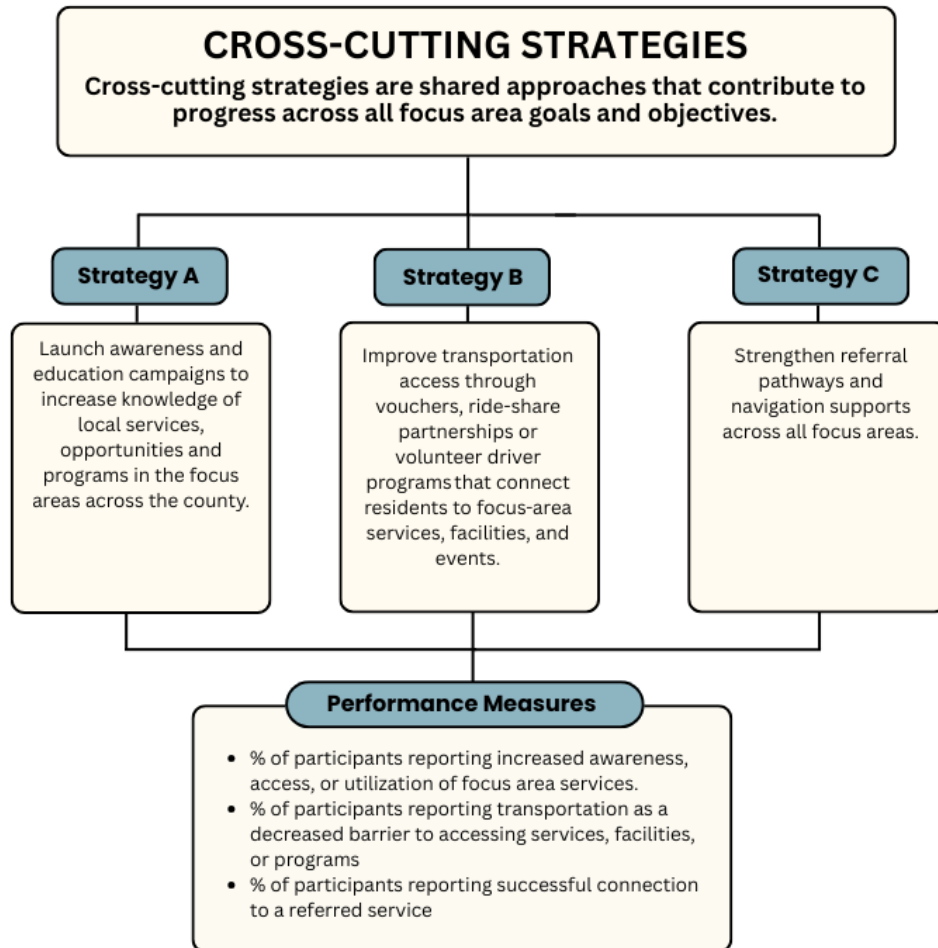 CROSS-CUTTING STRATEGIES
Cross-cutting strategies are shared approaches that contribute to
progress across all focus area goals and objectives.
Strategy A
Launch awareness and
education campaigns to
increase knowledge of
local services,
opportunities and
programs in the focus
areas across the county.
Strategy B
Improve transportation
access through
vouchers, ride-share
partnerships or
volunteer driver
programs that connect
residents to focus-area
services, facilities, and
events.
Strategy C
Strengthen referral
pathways and
navigation supports
across all focus areas.
Performance Measures
• % of participants reporting increased awareness,
access, or utilization of focus area services.
• % of participants reporting transportation as a
decreased barrier to accessing services, facilities,
or programs
• % of participants reporting successful connection
to a referred service